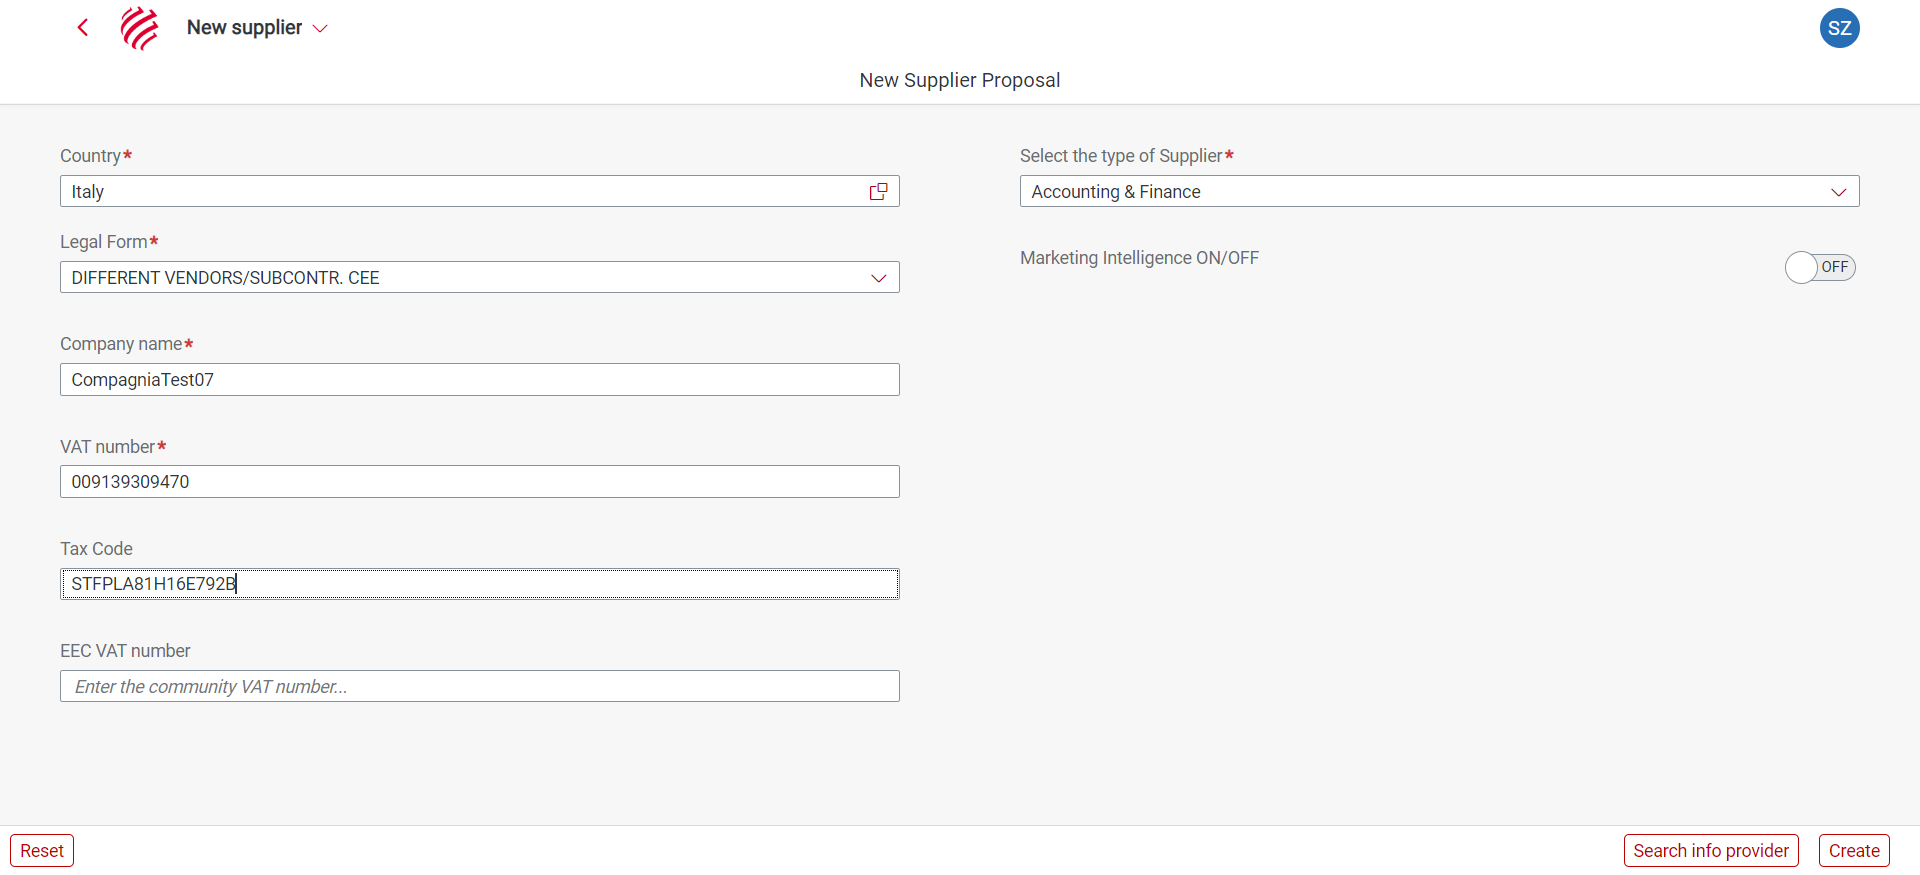 New supplier
SZ
New Supplier Proposal
Country*
Italy
Legal Form*
DIFFERENT VENDORS/SUBCONTR. CEE
Company name*
CompagniaTest07
VAT number*
009139309470
Tax Code
STFPLA81H16E792B
EEC VAT number
Enter the community VAT number...
Select the type of Supplier*
Accounting & Finance
Marketing Intelligence ON/OFF
OFF
Reset
Search info provider
Create